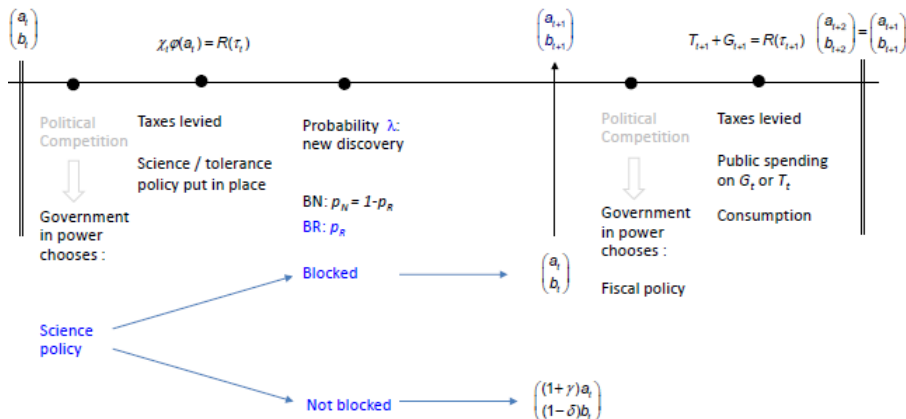 (a_t b_t)
χ_tφ(a_t) = R(τ_t)
(a_{t+1} b_{t+1})
T_{t+1} + G_{t+1} = R(τ_{t+1})
(a_{t+2} b_{t+2}) = (a_{t+1} b_{t+1})
Political
Competition
Government
in power
chooses :
Science
policy
Taxes levied
Science / tolerance
policy put in place
Probability λ:
new discovery
BN: p_N = 1-p_R
BR: p_R
Blocked
Not blocked
(a_t b_t)
((1+γ)a_t (1−δ)b_t)
Political
Competition
Government
in power
chooses :
Fiscal policy
Taxes levied
Public spending
on G_t or T_t
Consumption